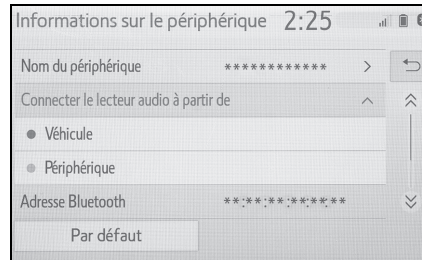 Informations sur le périphérique 2:25
Nom du périphérique ************ >
Connecter le lecteur audio à partir de
Véhicule
Périphérique
Adresse Bluetooth **:**:**:**:**:**
Par défaut